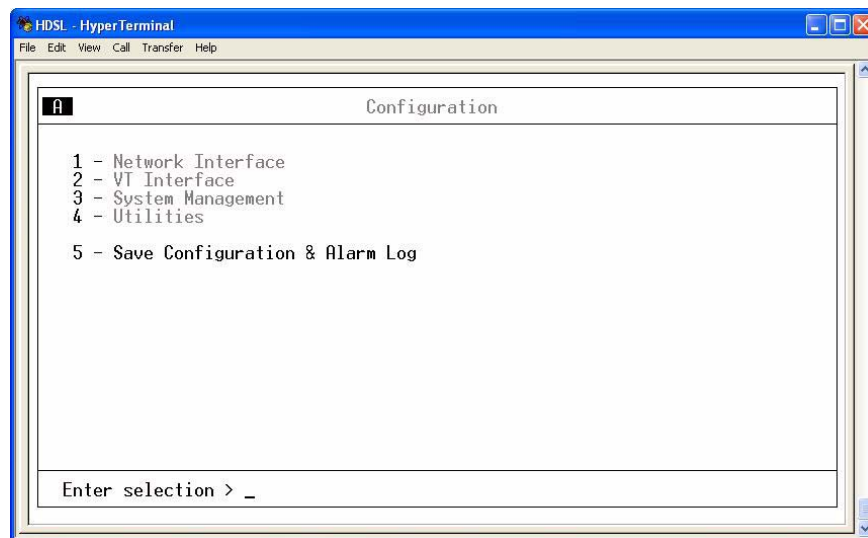 HDSL - HyperTerminal
File Edit View Call Transfer Help
A Configuration
1 - Network Interface
2 - VT Interface
3 - System Management
4 - Utilities
5 - Save Configuration & Alarm Log
Enter selection > _